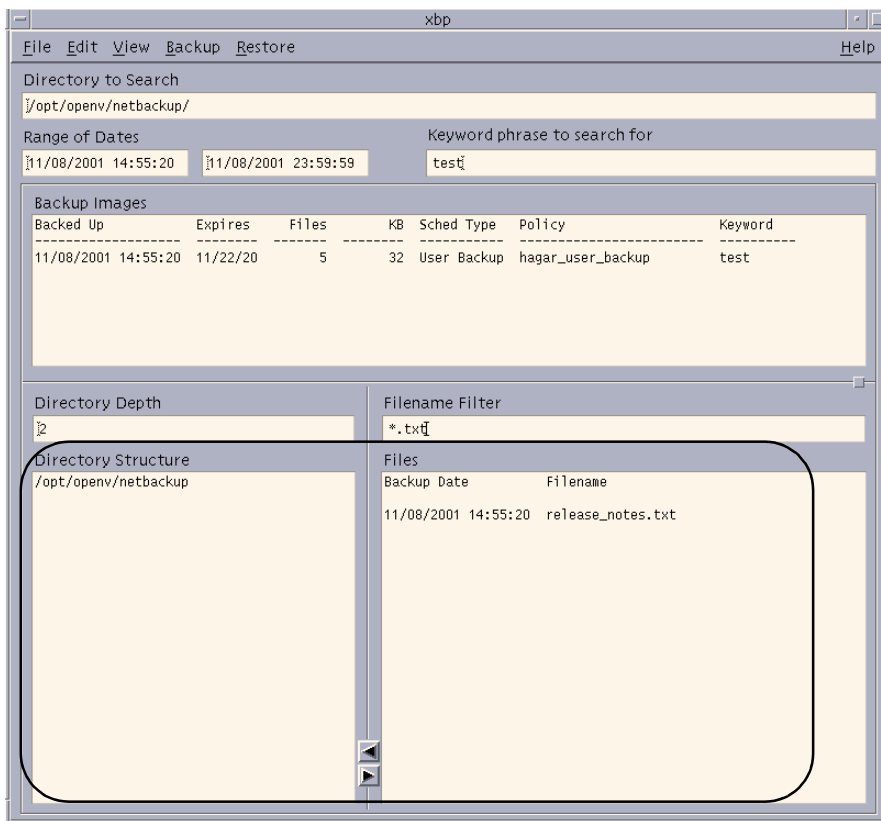 xbp
File Edit View Backup Restore Help
Directory to Search
/opt/openv/netbackup/
Range of Dates Keyword phrase to search for
11/08/2001 14:55:20 11/08/2001 23:59:59 test
Backup Images
Backed Up Expires Files KB Sched Type Policy Keyword
------------------- -------- ------- -------- ----------- ------------------------ ----------
11/08/2001 14:55:20 11/22/20 5 32 User Backup hagar_user_backup test
Directory Depth Filename Filter
2 *.txt
Directory Structure Files
/opt/openv/netbackup Backup Date Filename
11/08/2001 14:55:20 release_notes.txt